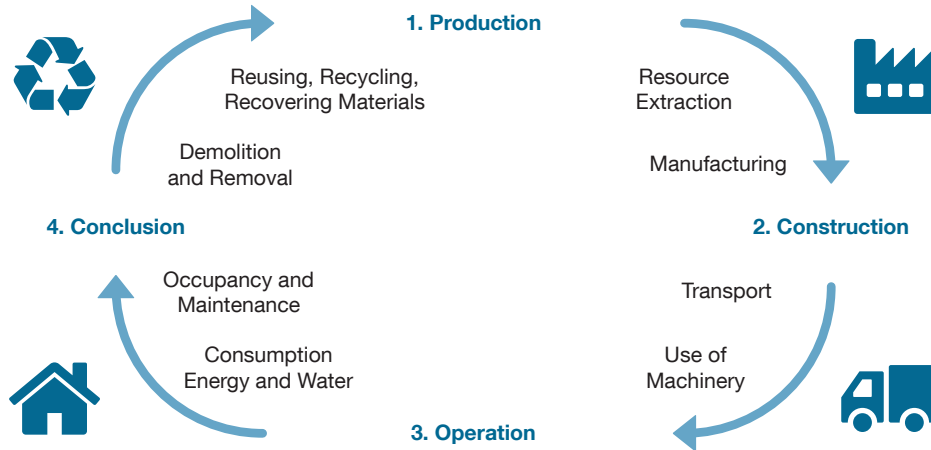 1. Production
Resource
Extraction
Manufacturing
2. Construction
Transport
Use of
Machinery
3. Operation
Consumption
Energy and Water
Occupancy and
Maintenance
4. Conclusion
Demolition
and Removal
Reusing, Recycling,
Recovering Materials